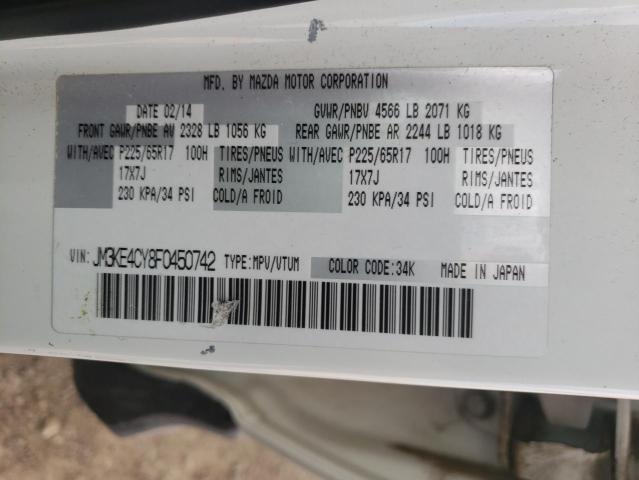 MFD. BY MAZDA MOTOR CORPORATION
DATE 02/14 GVWR/PNBV 4566 LB 2071 KG
FRONT GAWR/PNBE AV 2328 LB 1056 KG REAR GAWR/PNBE AR 2244 LB 1018 KG
WITH/AVEC P225/65R17 100H TIRES/PNEUS WITH/AVEC P225/65R17 100H TIRES/PNEUS
17X7J RIMS/JANTES 17X7J RIMS/JANTES
230 KPA/34 PSI COLD/A FROID 230 KPA/34 PSI COLD/A FROID
VIN: JM3KE4CY8F0450742 TYPE:MPV/VTUM COLOR CODE:34K MADE IN JAPAN